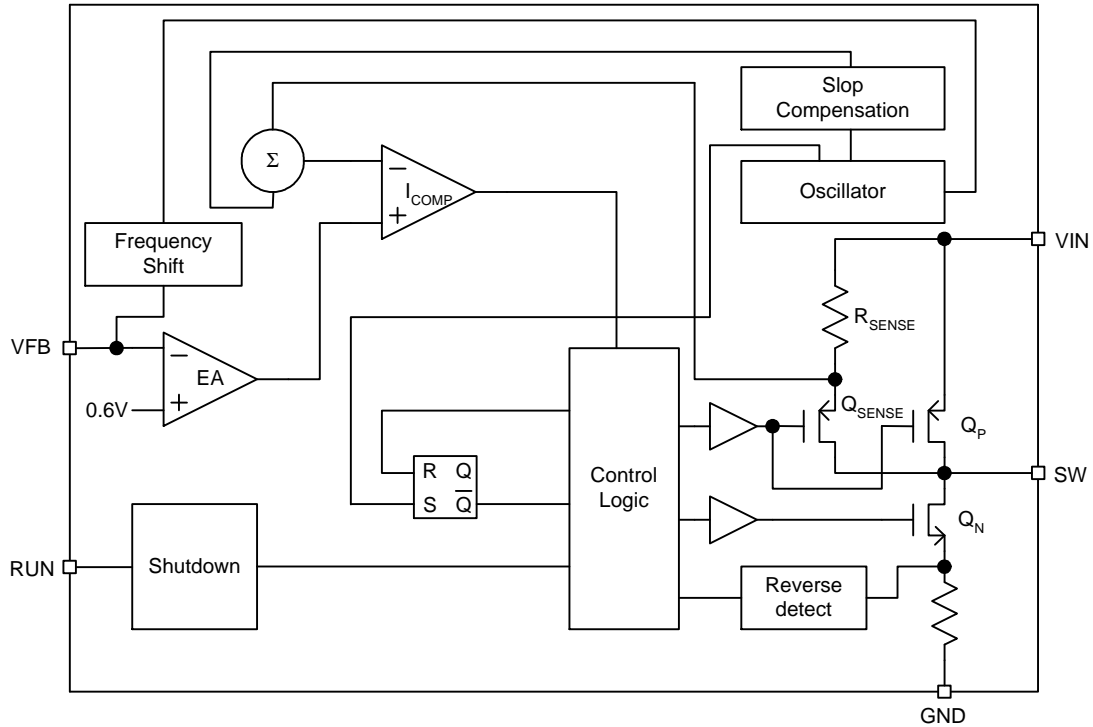 Slop
Compensation
Σ
Oscillator
I_COMP
−
+
Frequency
Shift
VIN
R_SENSE
VFB
−
EA
0.6V
+
Q_SENSE
Q_P
R Q
S Q̅
Control
Logic
SW
Q_N
RUN
Shutdown
Reverse
detect
GND